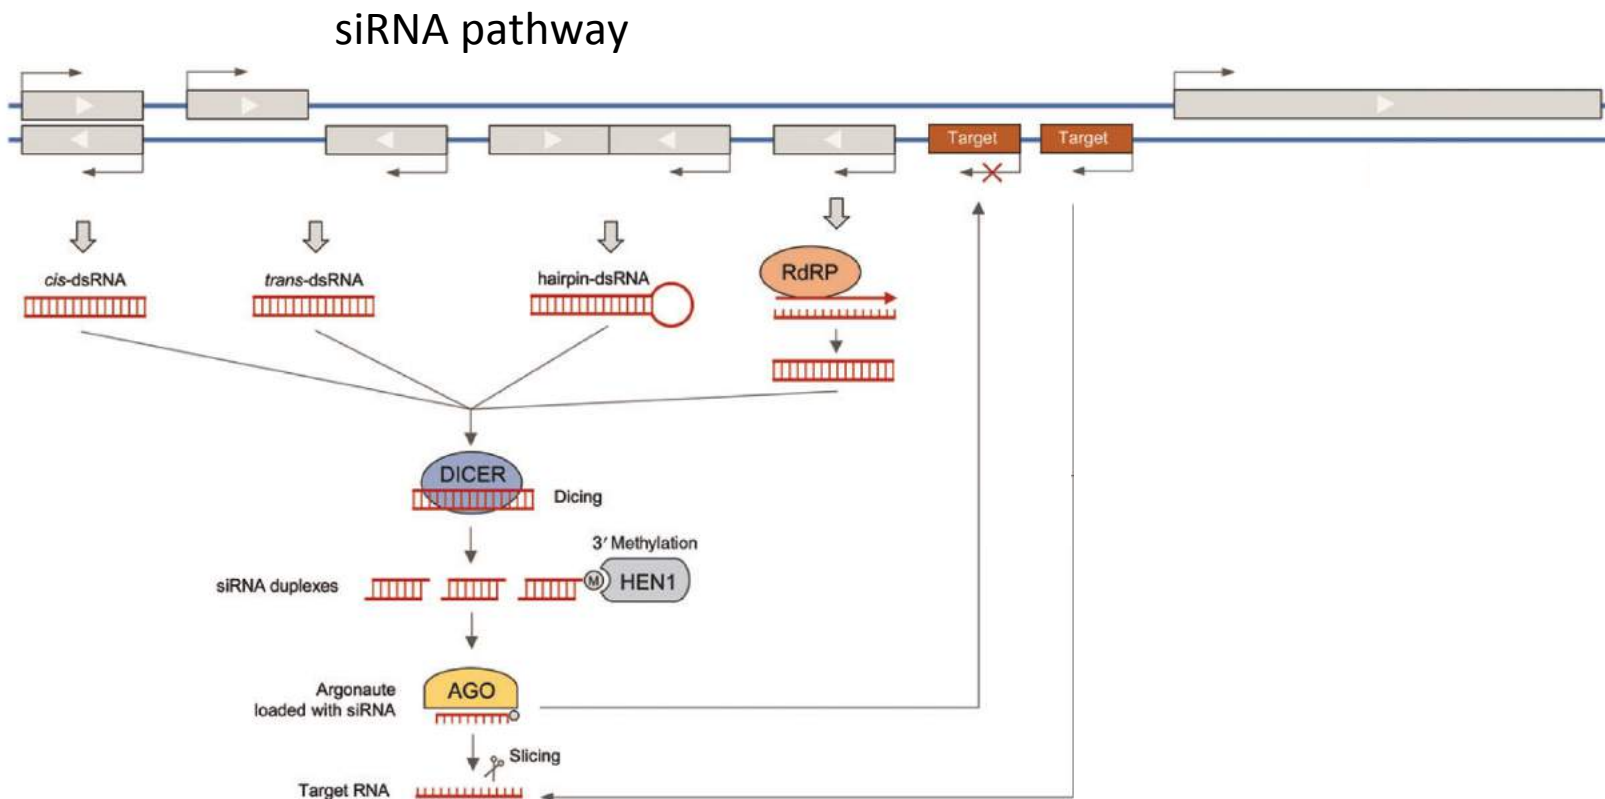 siRNA pathway
Target
Target
cis-dsRNA
trans-dsRNA
hairpin-dsRNA
RdRP
DICER
Dicing
3′ Methylation
siRNA duplexes
M
HEN1
Argonaute
loaded with siRNA
AGO
Slicing
Target RNA